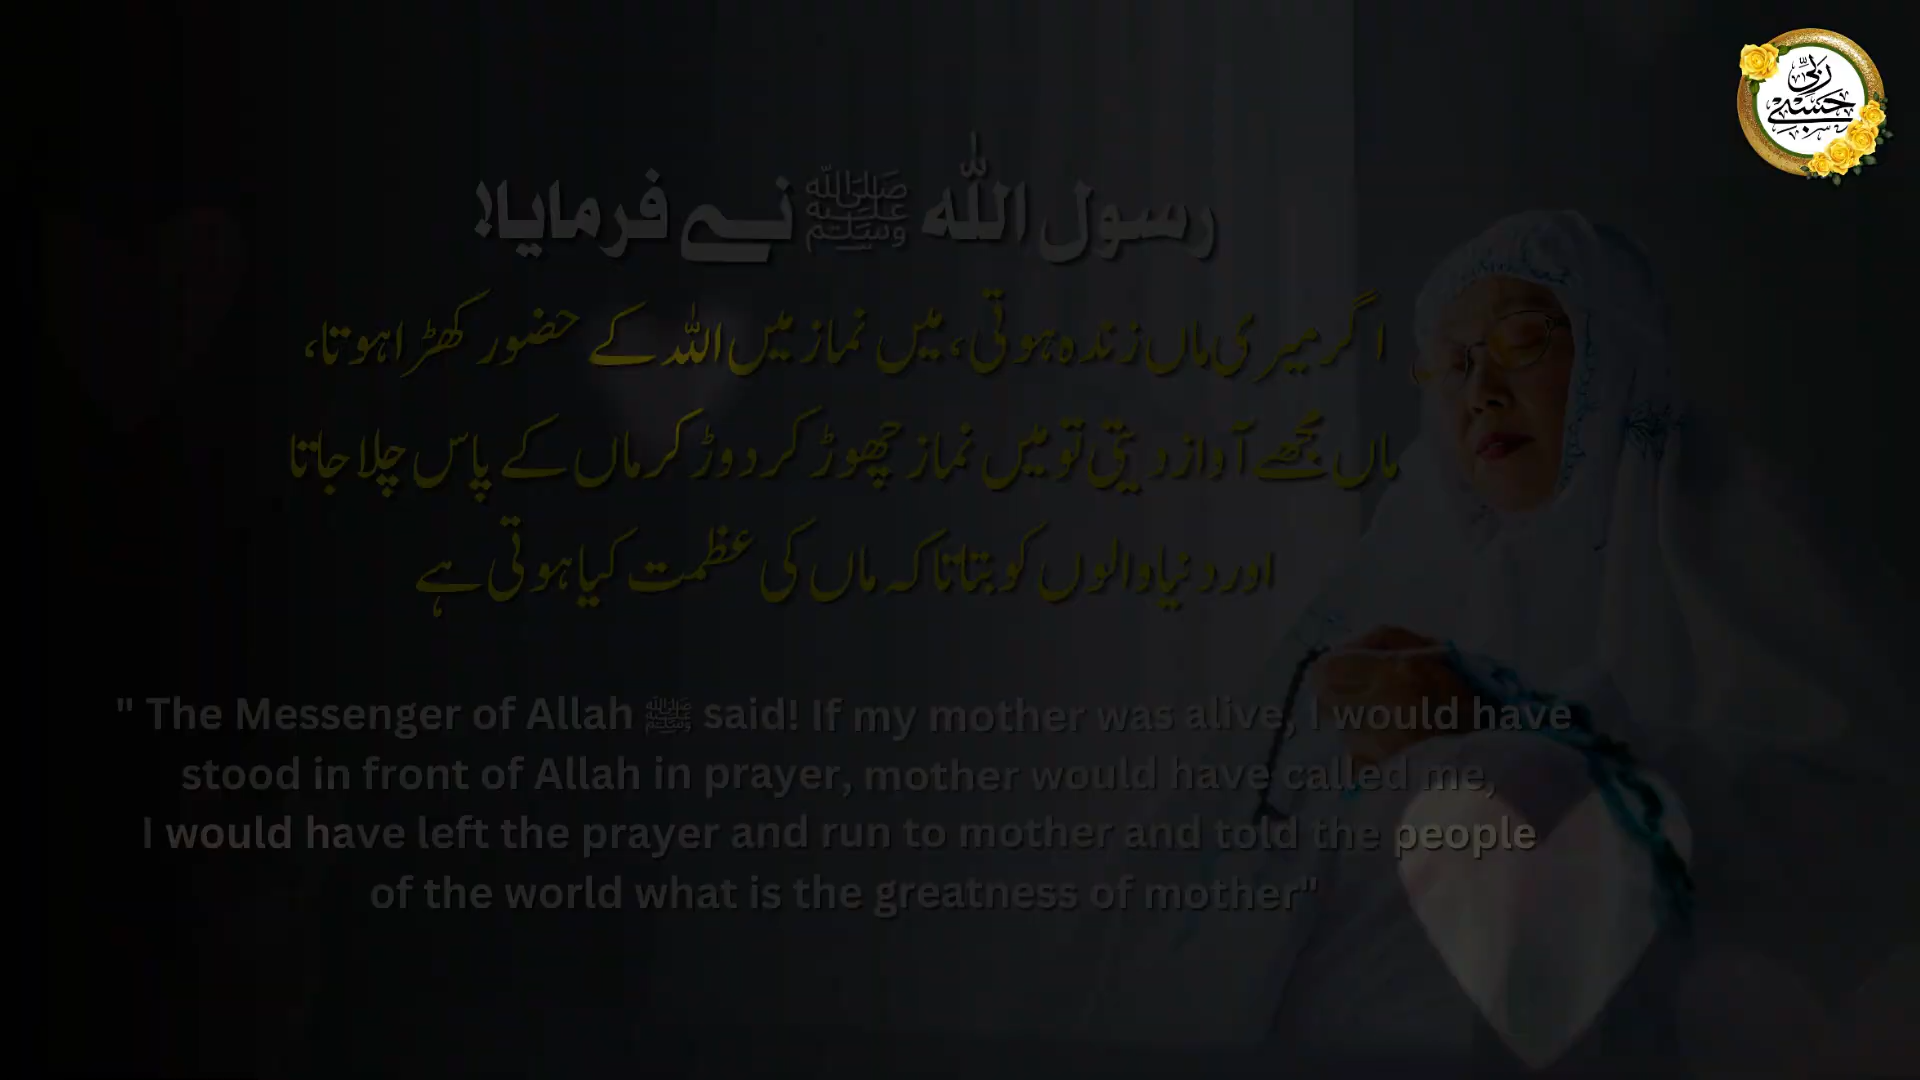 ربی
حسبی
رسول اللہ ﷺ نے فرمایا!
اگر میری ماں زندہ ہوتی، میں نماز میں اللہ کے حضور کھڑا ہوتا،
ماں مجھے آواز دیتی تو میں نماز چھوڑ کر دوڑ کر ماں کے پاس چلا جاتا
اور دنیا والوں کو بتاتا کہ ماں کی عظمت کیا ہوتی ہے
" The Messenger of Allah ﷺ said! If my mother was alive, I would have
stood in front of Allah in prayer, mother would have called me,
I would have left the prayer and run to mother and told the people
of the world what is the greatness of mother"